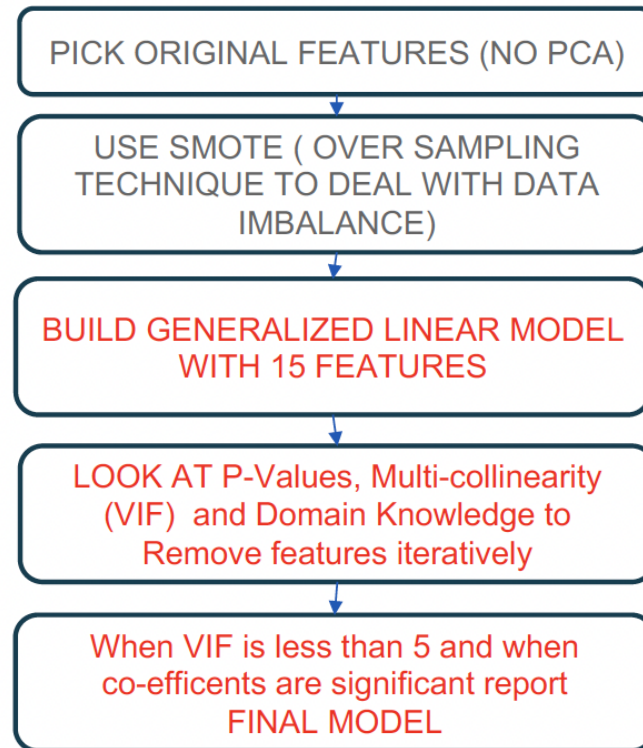 PICK ORIGINAL FEATURES (NO PCA)
USE SMOTE ( OVER SAMPLING
TECHNIQUE TO DEAL WITH DATA
IMBALANCE)
BUILD GENERALIZED LINEAR MODEL
WITH 15 FEATURES
LOOK AT P-Values, Multi-collinearity
(VIF) and Domain Knowledge to
Remove features iteratively
When VIF is less than 5 and when
co-efficents are significant report
FINAL MODEL